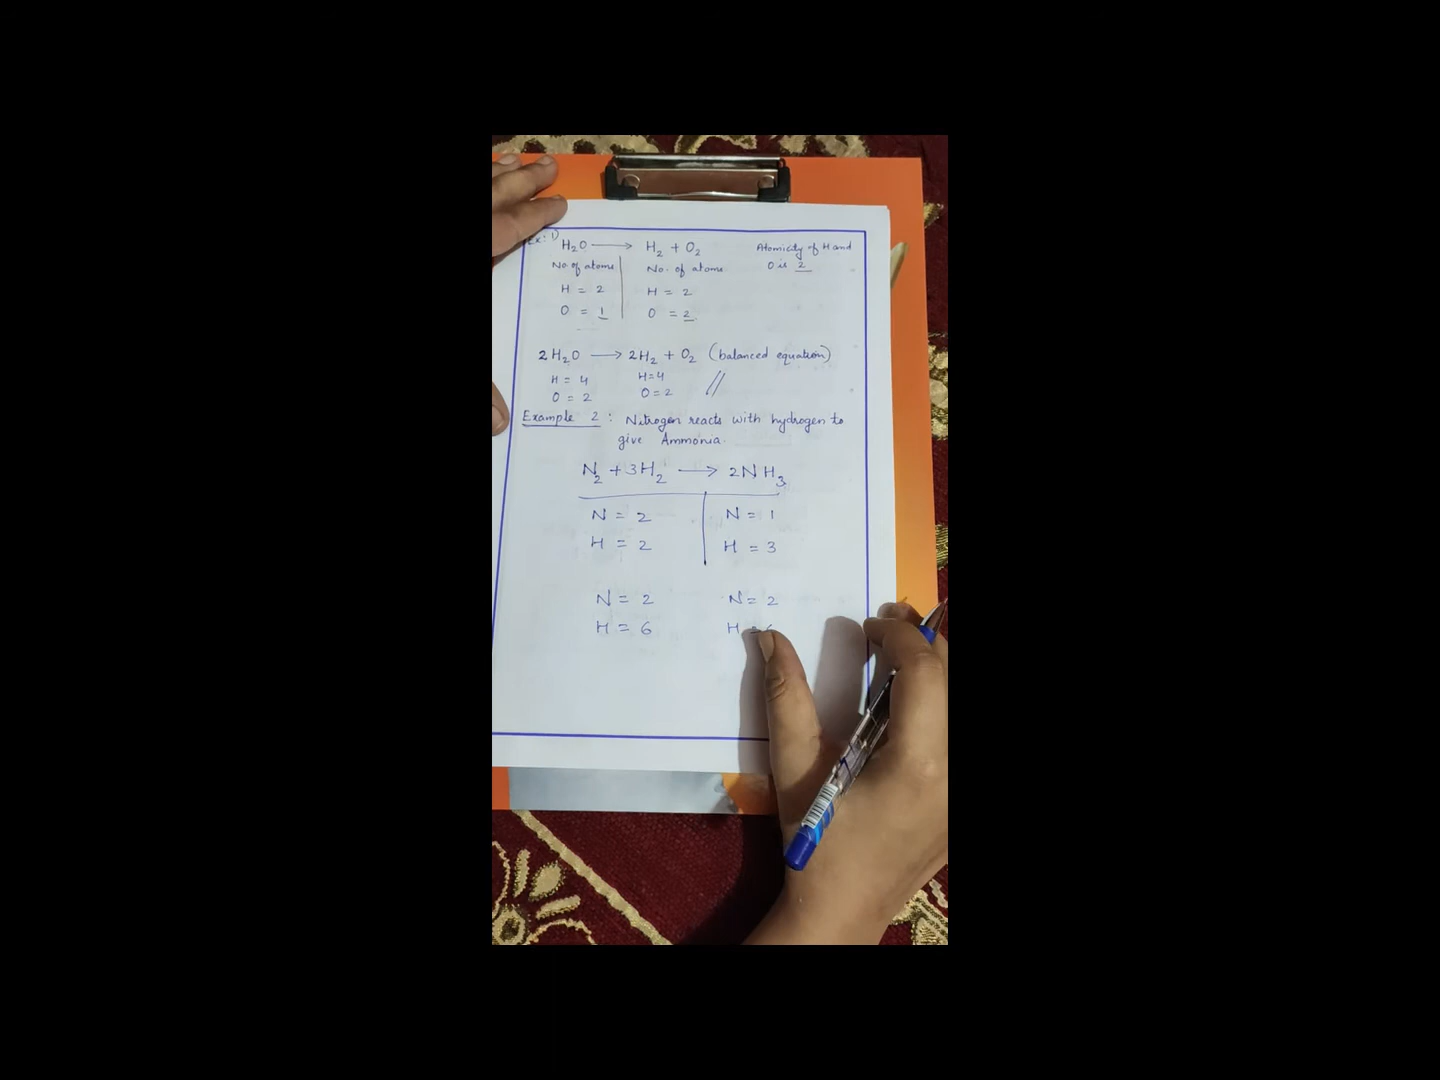 Ex: 1) H₂O ⟶ H₂ + O₂ Atomicity of H and
No. of atoms No. of atoms O is 2
H = 2 H = 2
O = 1 O = 2
2H₂O ⟶ 2H₂ + O₂ (balanced equation)
H = 4 H=4
O = 2 O=2
Example 2 : Nitrogen reacts with hydrogen to
give Ammonia.
N₂ + 3H₂ ⟶ 2NH₃
N = 2 N = 1
H = 2 H = 3
N = 2 N = 2
H = 6 H =